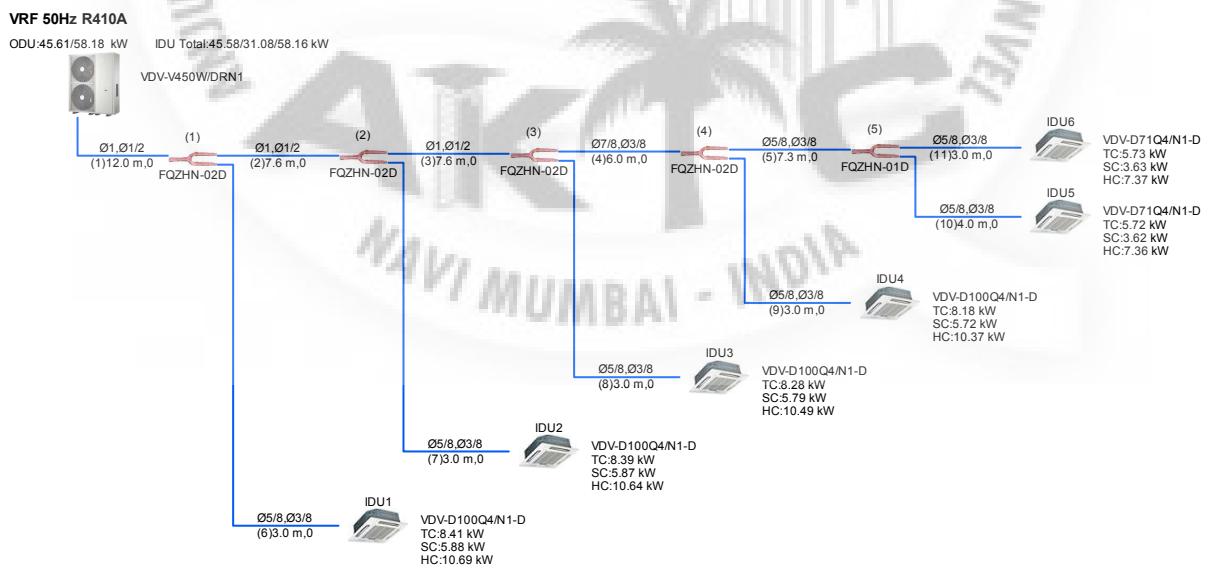 VRF 50Hz R410A
ODU:45.61/58.18 kW IDU Total:45.58/31.08/58.16 kW
VDV-V450W/DRN1
(1)
Ø1,Ø1/2
(1)12.0 m,0
FQZHN-02D
(2)
Ø1,Ø1/2
(2)7.6 m,0
FQZHN-02D
(3)
Ø1,Ø1/2
(3)7.6 m,0
FQZHN-02D
(4)
Ø7/8,Ø3/8
(4)6.0 m,0
FQZHN-02D
(5)
Ø5/8,Ø3/8
(5)7.3 m,0
FQZHN-01D
Ø5/8,Ø3/8
(11)3.0 m,0
IDU6
VDV-D71Q4/N1-D
TC:5.73 kW
SC:3.63 kW
HC:7.37 kW
Ø5/8,Ø3/8
(10)4.0 m,0
IDU5
VDV-D71Q4/N1-D
TC:5.72 kW
SC:3.62 kW
HC:7.36 kW
Ø5/8,Ø3/8
(9)3.0 m,0
IDU4
VDV-D100Q4/N1-D
TC:8.18 kW
SC:5.72 kW
HC:10.37 kW
Ø5/8,Ø3/8
(8)3.0 m,0
IDU3
VDV-D100Q4/N1-D
TC:8.28 kW
SC:5.79 kW
HC:10.49 kW
Ø5/8,Ø3/8
(7)3.0 m,0
IDU2
VDV-D100Q4/N1-D
TC:8.39 kW
SC:5.87 kW
HC:10.64 kW
Ø5/8,Ø3/8
(6)3.0 m,0
IDU1
VDV-D100Q4/N1-D
TC:8.41 kW
SC:5.88 kW
HC:10.69 kW
AKTG
NAVI MUMBAI - INDIA